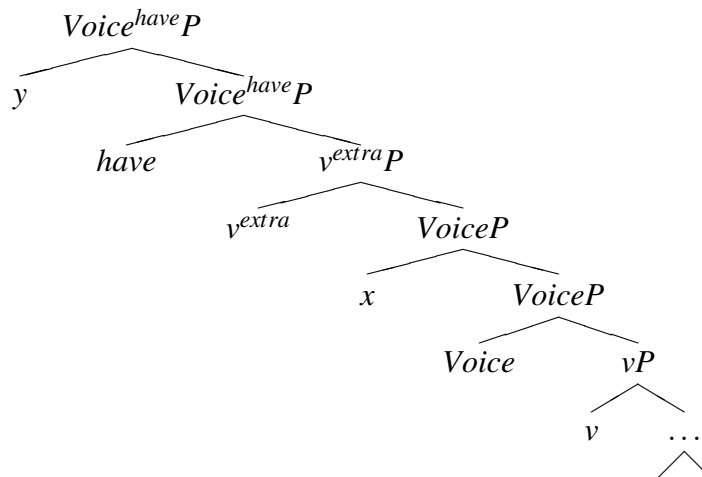 Voice^{have}P
y Voice^{have}P
have v^{extra}P
v^{extra} VoiceP
x VoiceP
Voice vP
v ...